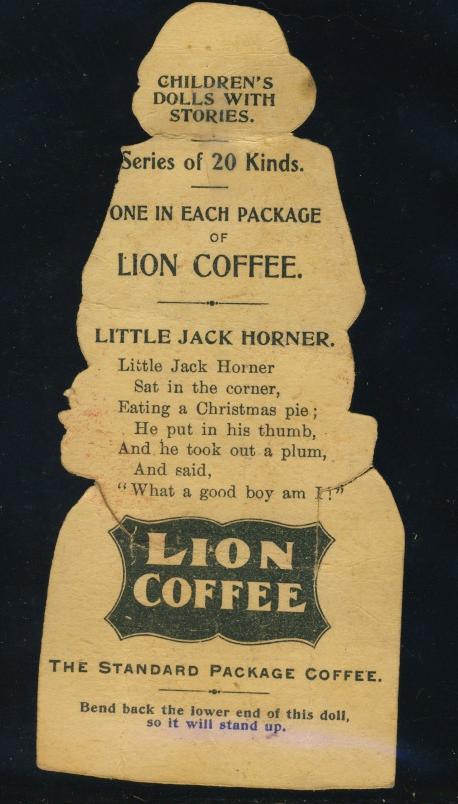 CHILDREN'S
DOLLS WITH
STORIES.
Series of 20 Kinds.
ONE IN EACH PACKAGE
OF
LION COFFEE.
LITTLE JACK HORNER.
Little Jack Horner
Sat in the corner,
Eating a Christmas pie;
He put in his thumb,
And he took out a plum,
And said,
"What a good boy am I!"
LION
COFFEE
THE STANDARD PACKAGE COFFEE.
Bend back the lower end of this doll,
so it will stand up.